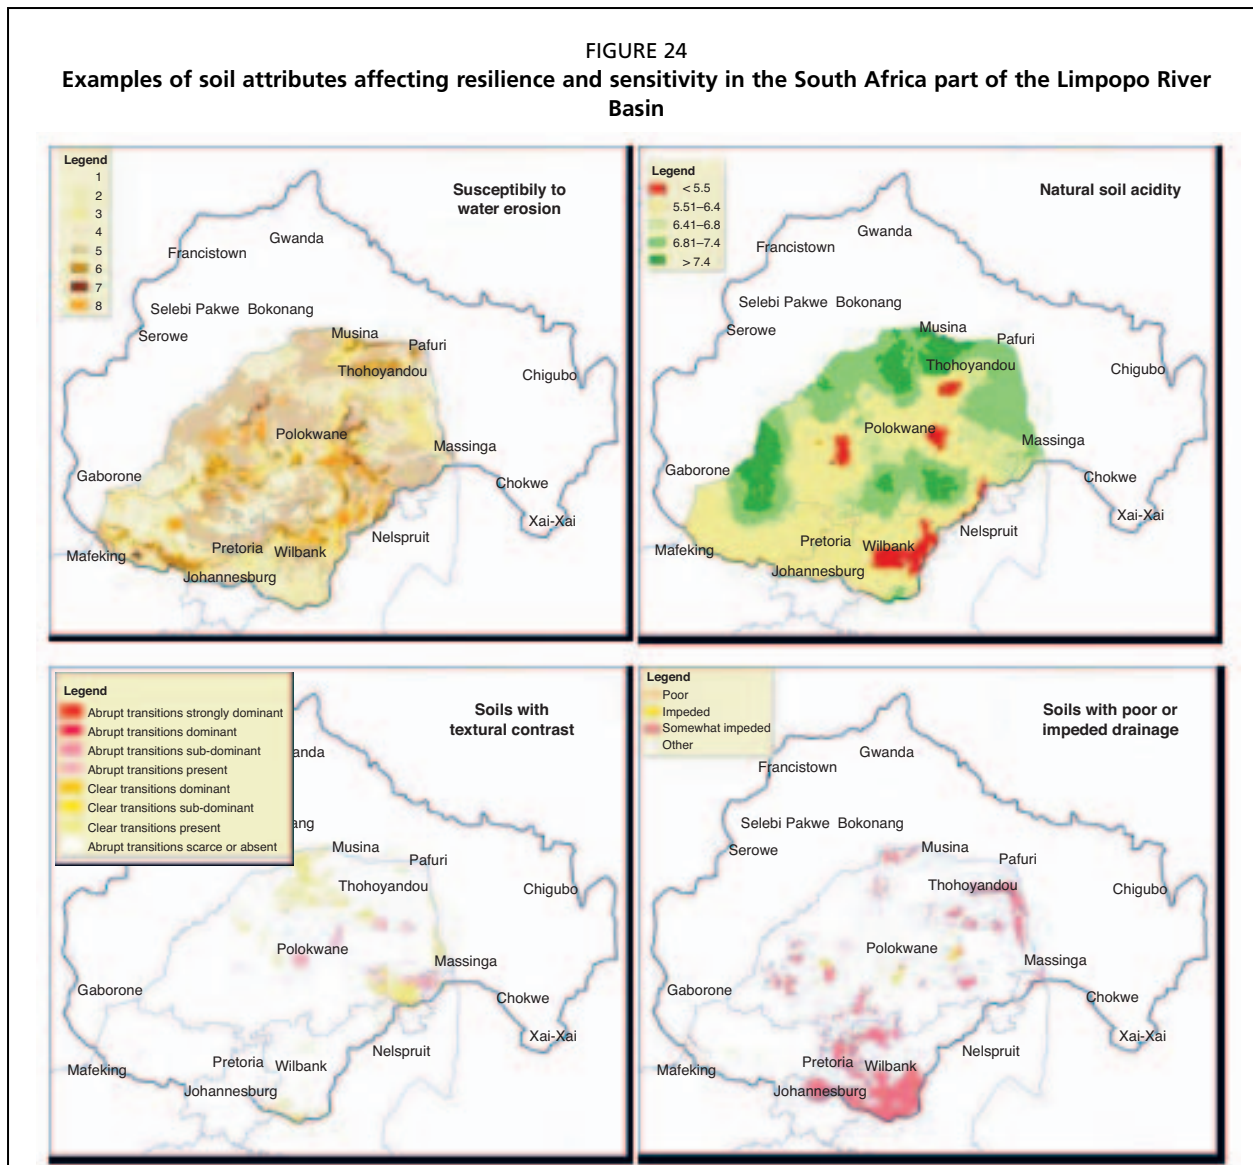 FIGURE 24
Examples of soil attributes affecting resilience and sensitivity in the South Africa part of the Limpopo River
Basin
Legend
1
2
3
4
5
6
7
8
Susceptibily to
water erosion
Gwanda
Francistown
Selebi Pakwe Bokonang
Serowe
Musina
Pafuri
Thohoyandou
Chigubo
Polokwane
Massinga
Gaborone
Chokwe
Xai-Xai
Nelspruit
Pretoria
Wilbank
Mafeking
Johannesburg
Legend
< 5.5
5.51–6.4
6.41–6.8
6.81–7.4
> 7.4
Natural soil acidity
Gwanda
Francistown
Selebi Pakwe Bokonang
Serowe
Musina
Pafuri
Thohoyandou
Chigubo
Polokwane
Massinga
Gaborone
Chokwe
Xai-Xai
Nelspruit
Pretoria
Wilbank
Mafeking
Johannesburg
Legend
Abrupt transitions strongly dominant
Abrupt transitions dominant
Abrupt transitions sub-dominant
Abrupt transitions present
Clear transitions dominant
Clear transitions sub-dominant
Clear transitions present
Abrupt transitions scarce or absent
Soils with
textural contrast
anda
ang
Musina
Pafuri
Thohoyandou
Chigubo
Polokwane
Massinga
Gaborone
Chokwe
Xai-Xai
Nelspruit
Pretoria
Wilbank
Mafeking
Johannesburg
Legend
Poor
Impeded
Somewhat impeded
Other
Soils with poor or
impeded drainage
Gwanda
Francistown
Selebi Pakwe Bokonang
Serowe
Musina
Pafuri
Thohoyandou
Chigubo
Polokwane
Massinga
Gaborone
Chokwe
Xai-Xai
Nelspruit
Pretoria
Wilbank
Mafeking
Johannesburg